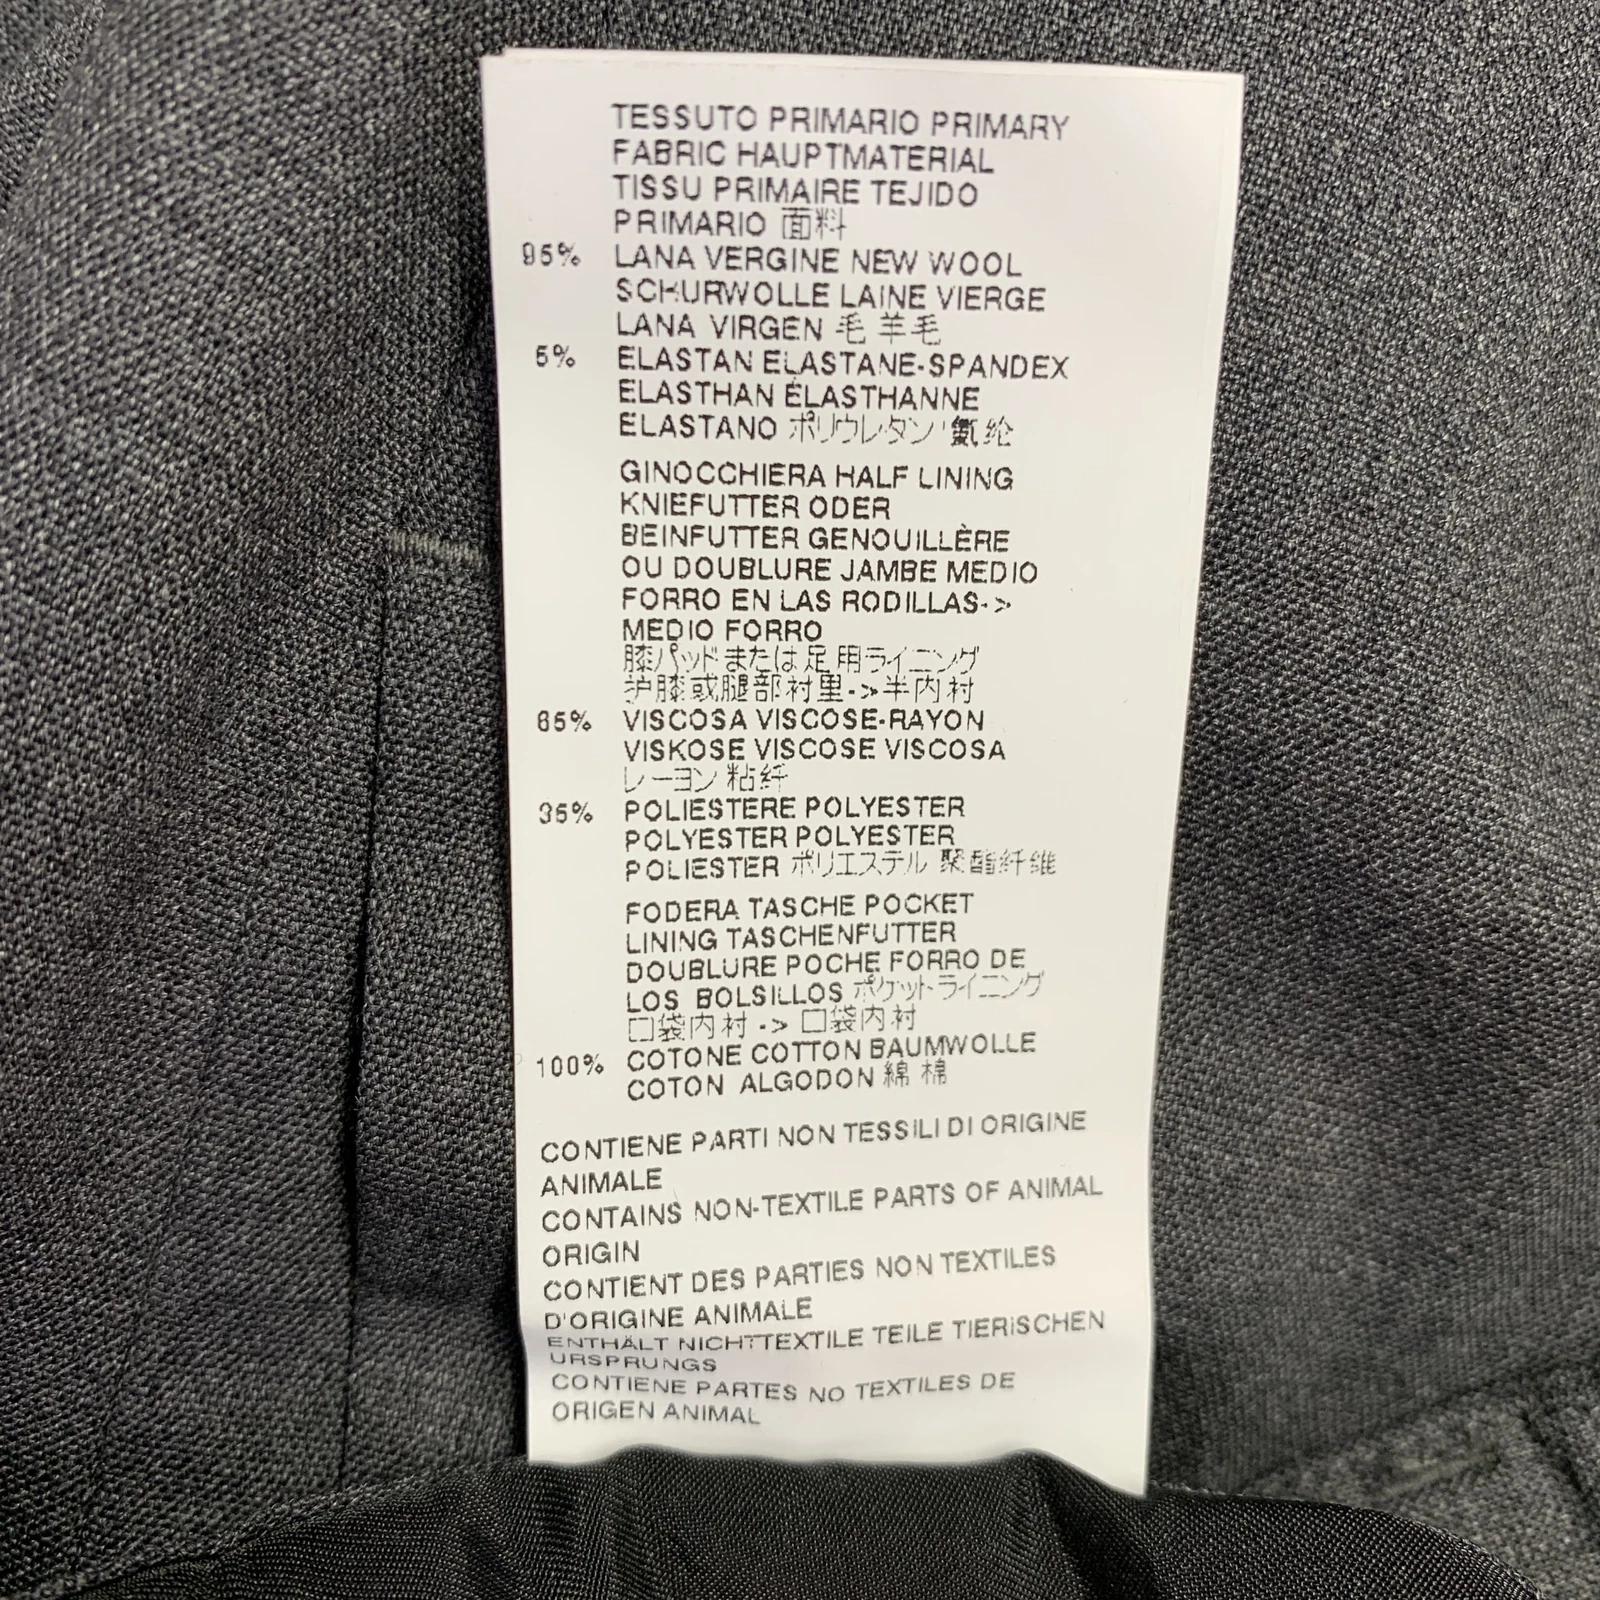 TESSUTO PRIMARIO PRIMARY
FABRIC HAUPTMATERIAL
TISSU PRIMAIRE TEJIDO
PRIMARIO 面料
95% LANA VERGINE NEW WOOL
SCHURWOLLE LAINE VIERGE
LANA VIRGEN 毛 羊毛
5% ELASTAN ELASTANE-SPANDEX
ELASTHAN ÉLASTHANNE
ELASTANO ポリウレタン 氨纶
GINOCCHIERA HALF LINING
KNIEFUTTER ODER
BEINFUTTER GENOUILLÈRE
OU DOUBLURE JAMBE MEDIO
FORRO EN LAS RODILLAS->
MEDIO FORRO
膝パッドまたは足用ライニング
护膝或腿部衬里->半内衬
65% VISCOSA VISCOSE-RAYON
VISKOSE VISCOSE VISCOSA
レーヨン 粘纤
35% POLIESTERE POLYESTER
POLYESTER POLYESTER
POLIESTER ポリエステル 聚酯纤维
FODERA TASCHE POCKET
LINING TASCHENFUTTER
DOUBLURE POCHE FORRO DE
LOS BOLSILLOS ポケットライニング
口袋内衬 -> 口袋内衬
100% COTONE COTTON BAUMWOLLE
COTON ALGODON 綿 棉
CONTIENE PARTI NON TESSILI DI ORIGINE
ANIMALE
CONTAINS NON-TEXTILE PARTS OF ANIMAL
ORIGIN
CONTIENT DES PARTIES NON TEXTILES
D'ORIGINE ANIMALE
ENTHÄLT NICHTTEXTILE TEILE TIERISCHEN
URSPRUNGS
CONTIENE PARTES NO TEXTILES DE
ORIGEN ANIMAL